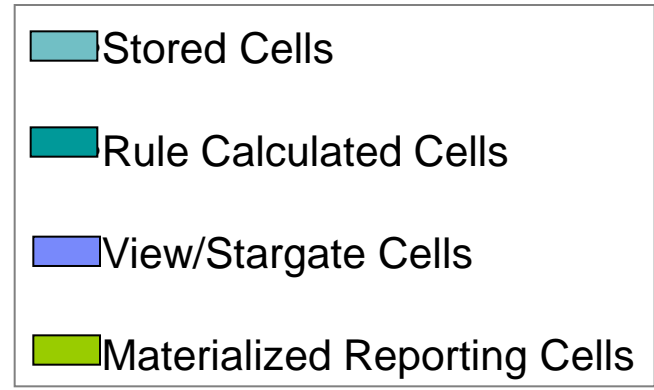 Stored Cells
Rule Calculated Cells
View/Stargate Cells
Materialized Reporting Cells